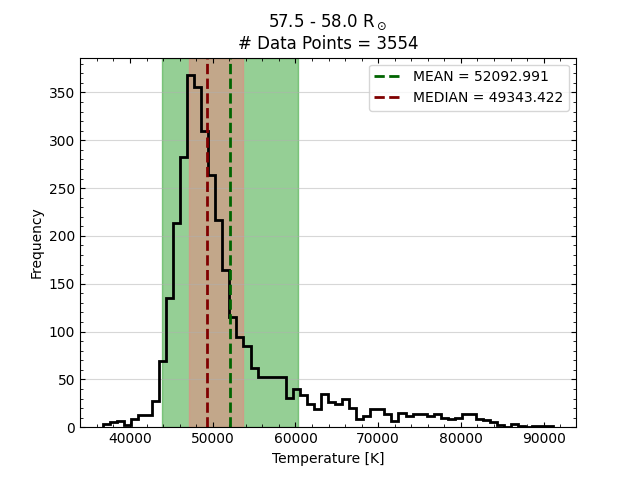 57.5 - 58.0 R⊙
# Data Points = 3554
MEAN = 52092.991
MEDIAN = 49343.422
350
300
250
200
150
100
50
0
Frequency
40000 50000 60000 70000 80000 90000
Temperature [K]